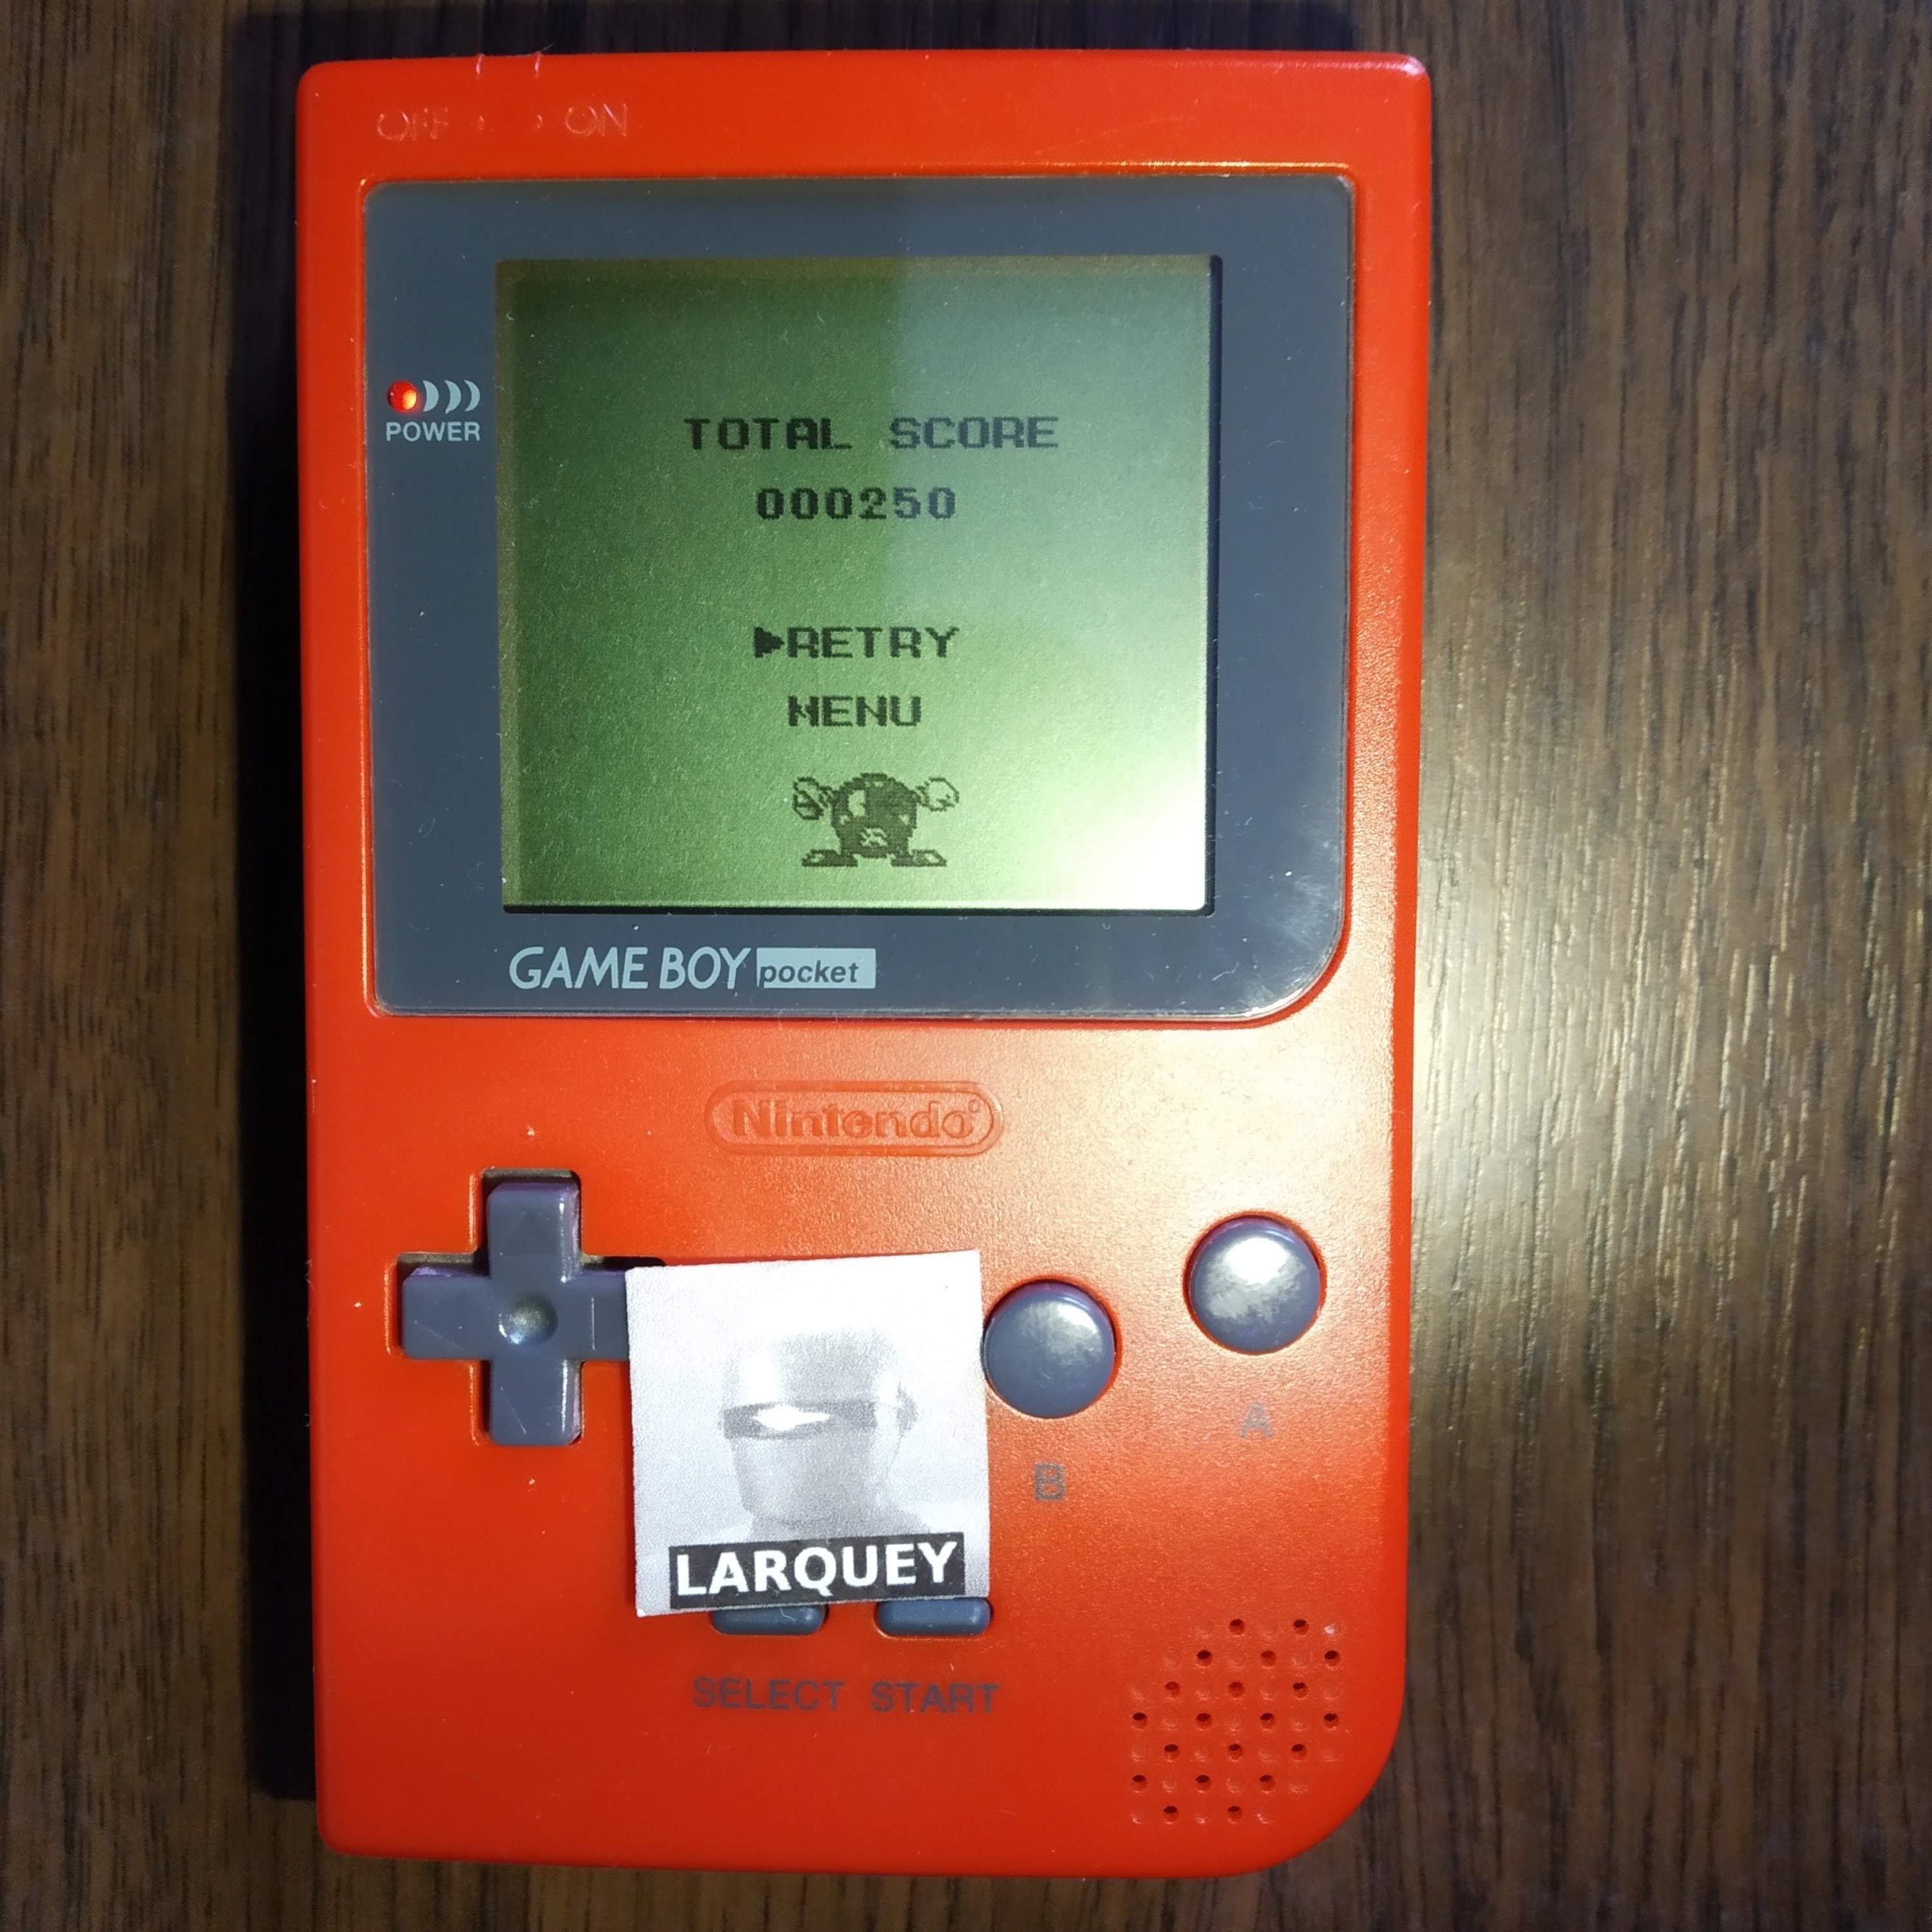 OFF ON
TOTAL SCORE
000250
POWER
▶RETRY
MENU
GAME BOY pocket
Nintendo®
A
B
LARQUEY
SELECT START